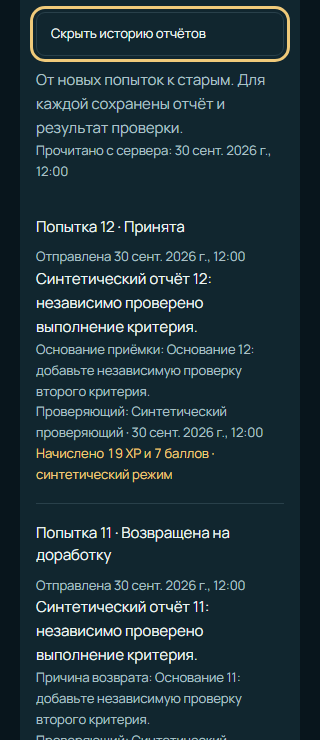 Скрыть историю отчётов
От новых попыток к старым. Для
каждой сохранены отчёт и
результат проверки.
Прочитано с сервера: 30 сент. 2026 г.,
12:00
Попытка 12 · Принята
Отправлена 30 сент. 2026 г., 12:00
Синтетический отчёт 12:
независимо проверено
выполнение критерия.
Основание приёмки: Основание 12:
добавьте независимую проверку
второго критерия.
Проверяющий: Синтетический
проверяющий · 30 сент. 2026 г., 12:00
Начислено 19 XP и 7 баллов ·
синтетический режим
Попытка 11 · Возвращена на
доработку
Отправлена 30 сент. 2026 г., 12:00
Синтетический отчёт 11:
независимо проверено
выполнение критерия.
Причина возврата: Основание 11:
добавьте независимую проверку
второго критерия.
Проверяющий: Синтетический